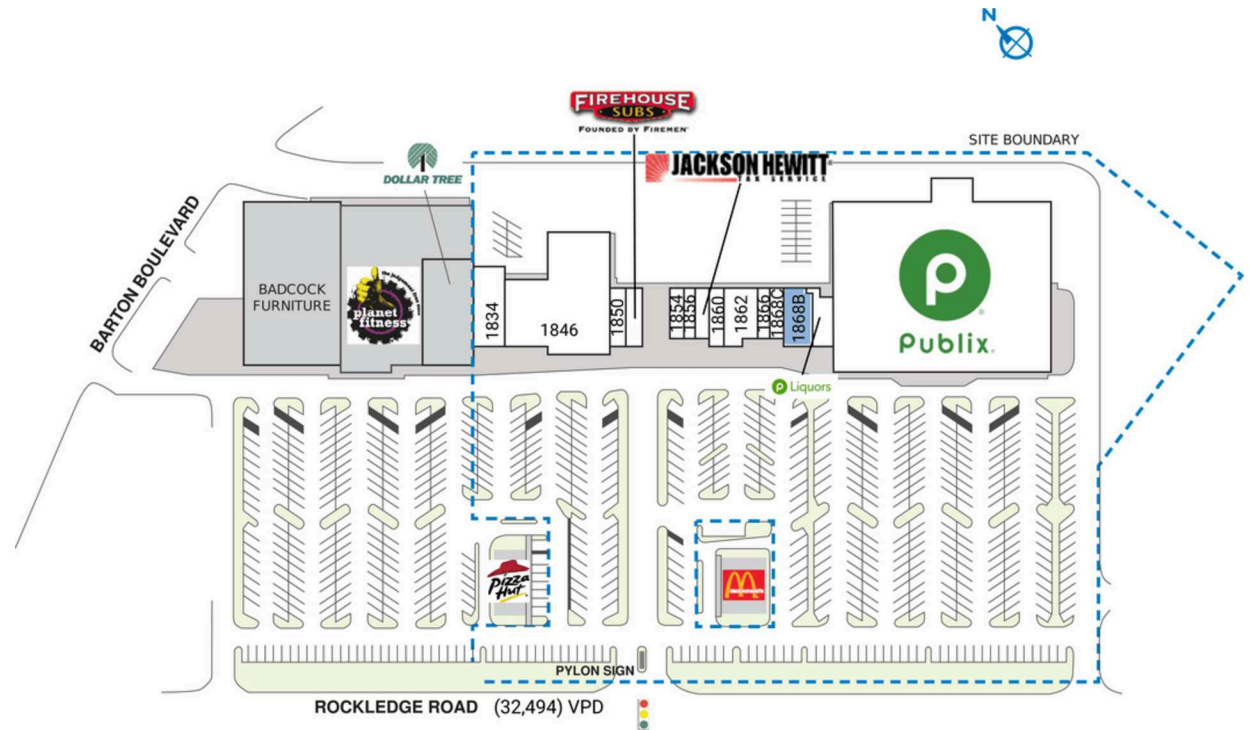 N
FIREHOUSE
SUBS
FOUNDED BY FIREMEN
SITE BOUNDARY
JACKSON HEWITT
TAX SERVICE
DOLLAR TREE
BARTON BOULEVARD
BADCOCK
FURNITURE
planet
fitness
1834
1846
1850
1854
1856
1860
1862
1866
1868C
1868B
P
Publix.
P Liquors
Pizza
Hut
PYLON SIGN
ROCKLEDGE ROAD (32,494) VPD